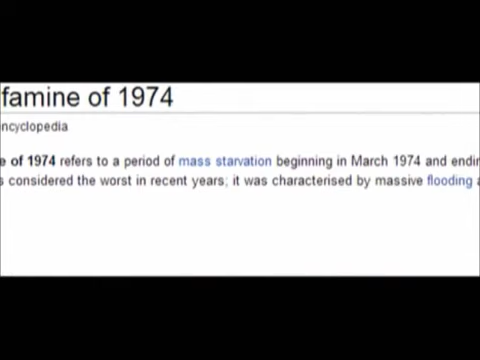 famine of 1974
ncyclopedia
e of 1974 refers to a period of mass starvation beginning in March 1974 and endin
s considered the worst in recent years; it was characterised by massive flooding a